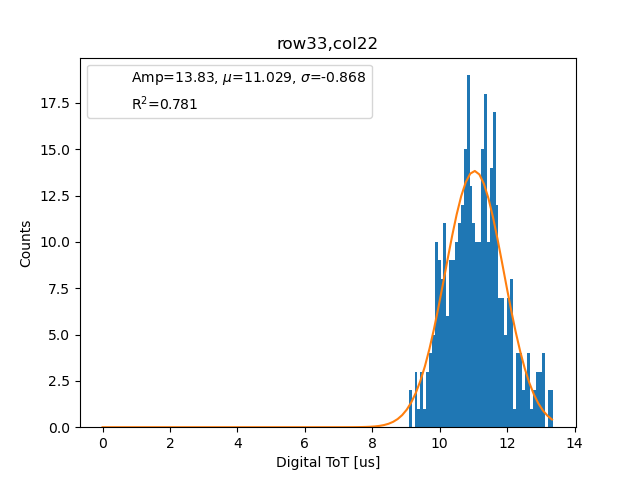 row33,col22
Amp=13.83, μ=11.029, σ=-0.868
R²=0.781
Counts
17.5
15.0
12.5
10.0
7.5
5.0
2.5
0.0
0 2 4 6 8 10 12 14
Digital ToT [us]